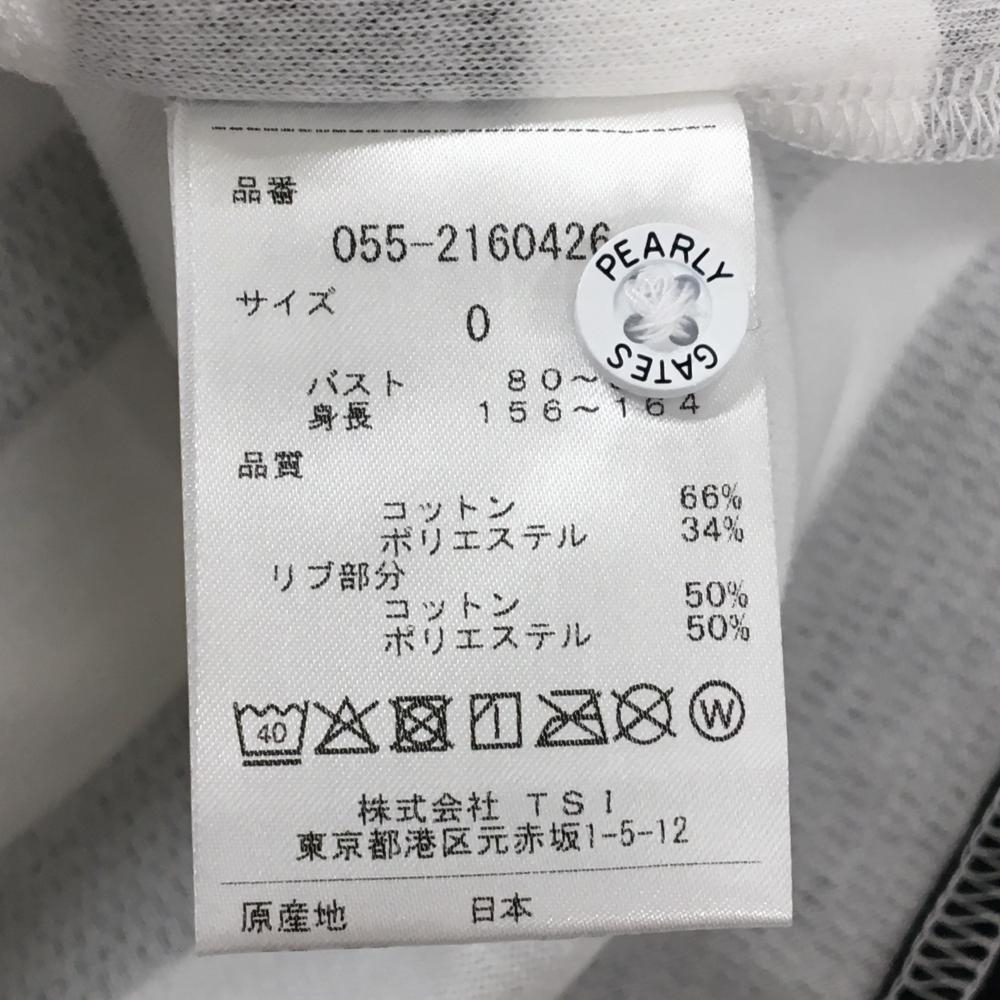 品番
055-2160426
PEARLY
GATES
サイズ
0
バスト 80～
身長 156～164
品質
コットン 66%
ポリエステル 34%
リブ部分
コットン 50%
ポリエステル 50%
40
W
株式会社 TSI
東京都港区元赤坂1-5-12
原産地 日本